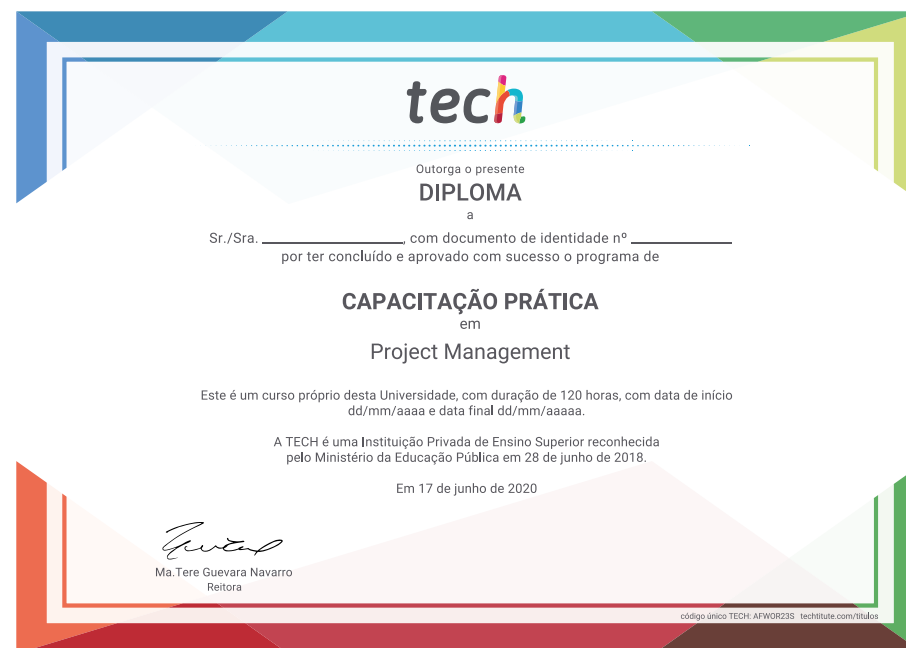 tech
Outorga o presente
DIPLOMA
a
Sr./Sra. ____________________, com documento de identidade nº ______________
por ter concluído e aprovado com sucesso o programa de
CAPACITAÇÃO PRÁTICA
em
Project Management
Este é um curso próprio desta Universidade, com duração de 120 horas, com data de início
dd/mm/aaaa e data final dd/mm/aaaaa.
A TECH é uma Instituição Privada de Ensino Superior reconhecida
pelo Ministério da Educação Pública em 28 de junho de 2018.
Em 17 de junho de 2020
Ma.Tere Guevara Navarro
Reitora
código único TECH: AFWOR23S techtitute.com/titulos